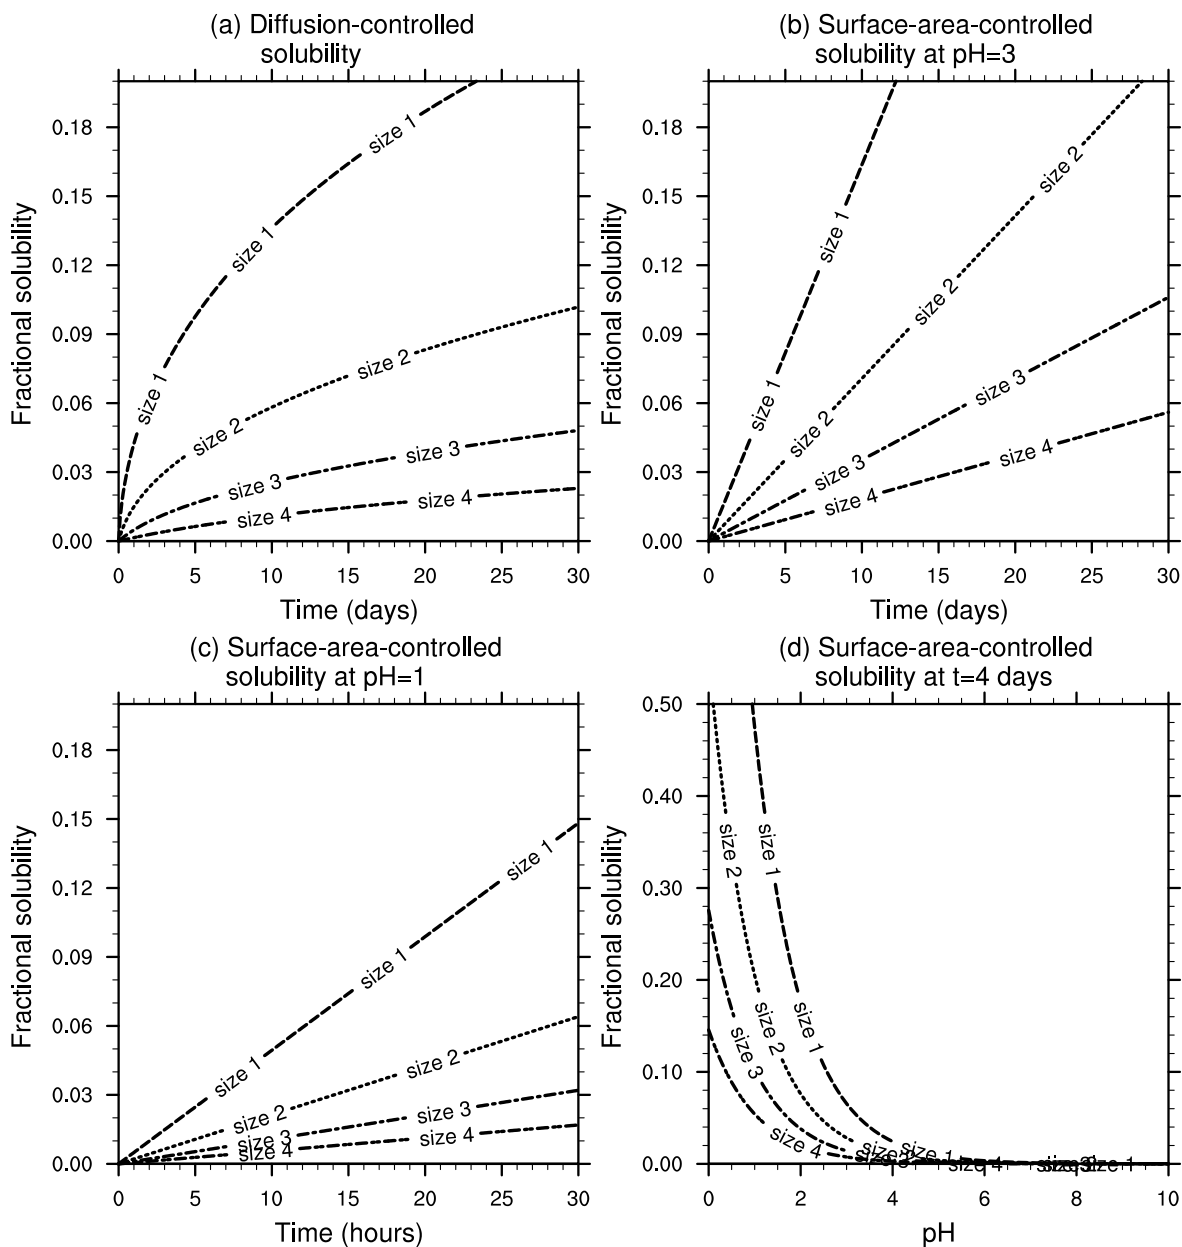 (a) Diffusion-controlled
solubility
Fractional solubility
0.18
0.15
0.12
0.09
0.06
0.03
0.00
size 1
size 1
size 1
size 2
size 2
size 3
size 3
size 4
size 4
0 5 10 15 20 25 30
Time (days)
(b) Surface-area-controlled
solubility at pH=3
Fractional solubility
0.18
0.15
0.12
0.09
0.06
0.03
0.00
size 1
size 1
size 2
size 2
size 2
size 3
size 3
size 4
size 4
0 5 10 15 20 25 30
Time (days)
(c) Surface-area-controlled
solubility at pH=1
Fractional solubility
0.18
0.15
0.12
0.09
0.06
0.03
0.00
size 1
size 1
size 1
size 2
size 2
size 3
size 3
size 4
size 4
0 5 10 15 20 25 30
Time (hours)
(d) Surface-area-controlled
solubility at t=4 days
Fractional solubility
0.50
0.40
0.30
0.20
0.10
0.00
size 2
size 1
size 1
size 2
size 3
size 4
size 1
size 4
size 1
0 2 4 6 8 10
pH